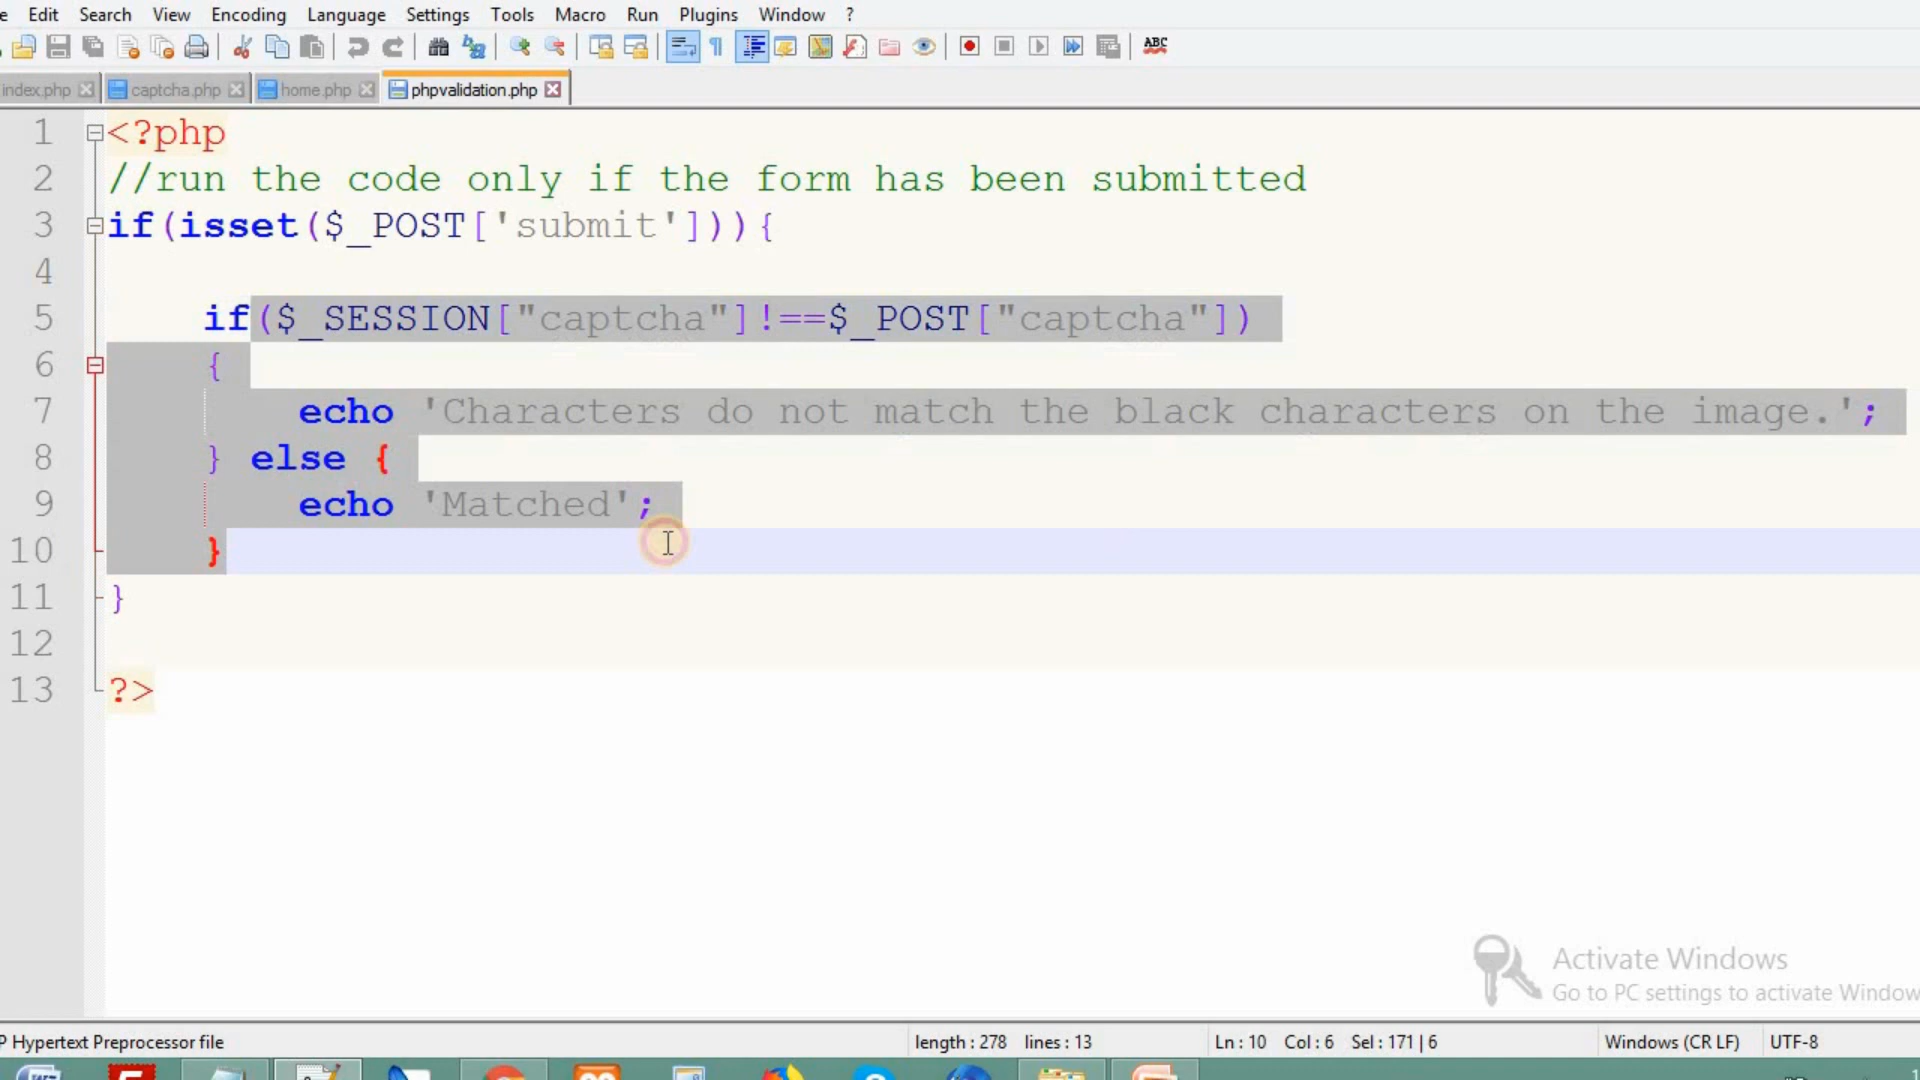 Edit Search View Encoding Language Settings Tools Macro Run Plugins Window ?
ABC
index.php captcha.php home.php phpvalidation.php
1 <?php
2 //run the code only if the form has been submitted
3 if(isset($_POST['submit'])){
4
5 if($_SESSION["captcha"]!==$_POST["captcha"])
6 {
7 echo 'Characters do not match the black characters on the image.';
8 } else {
9 echo 'Matched';
10 }
11 }
12
13 ?>
Activate Windows
Go to PC settings to activate Window
P Hypertext Preprocessor file length : 278 lines : 13 Ln : 10 Col : 6 Sel : 171 | 6 Windows (CR LF) UTF-8